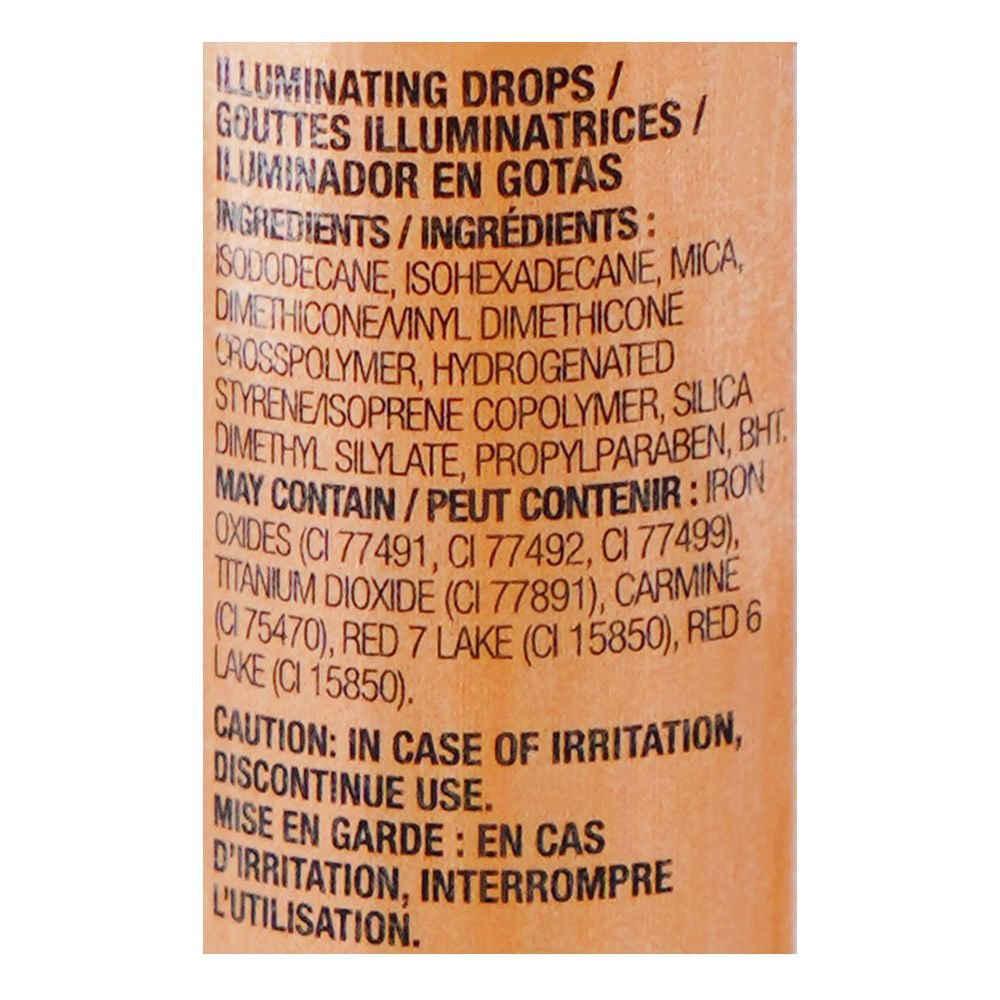 ILLUMINATING DROPS /
GOUTTES ILLUMINATRICES /
ILUMINADOR EN GOTAS
INGREDIENTS / INGRÉDIENTS :
ISODODECANE, ISOHEXADECANE, MICA,
DIMETHICONE/VINYL DIMETHICONE
CROSSPOLYMER, HYDROGENATED
STYRENE/ISOPRENE COPOLYMER, SILICA
DIMETHYL SILYLATE, PROPYLPARABEN, BHT.
MAY CONTAIN / PEUT CONTENIR : IRON
OXIDES (CI 77491, CI 77492, CI 77499),
TITANIUM DIOXIDE (CI 77891), CARMINE
(CI 75470), RED 7 LAKE (CI 15850), RED 6
LAKE (CI 15850).
CAUTION: IN CASE OF IRRITATION,
DISCONTINUE USE.
MISE EN GARDE : EN CAS
D'IRRITATION, INTERROMPRE
L'UTILISATION.